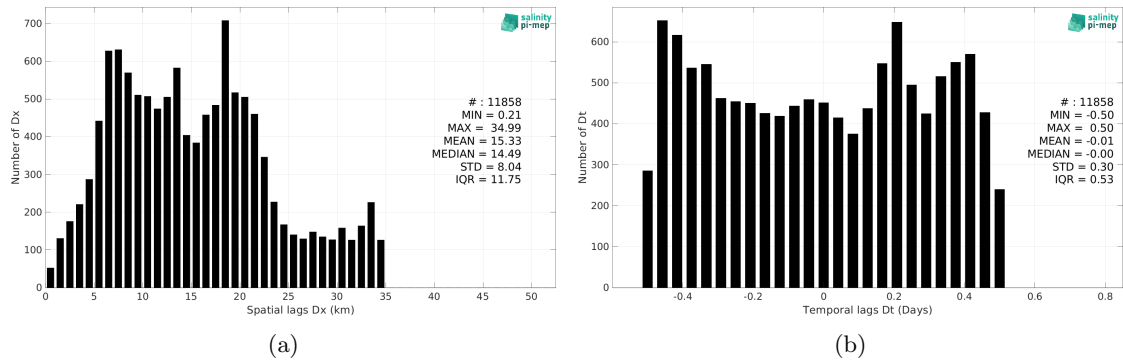 700
600
500
400
300
200
100
0
Number of Dx
salinity
pi-mep
# : 11858
MIN = 0.21
MAX = 34.99
MEAN = 15.33
MEDIAN = 14.49
STD = 8.04
IQR = 11.75
0 5 10 15 20 25 30 35 40 45 50
Spatial lags Dx (km)
(a)
600
500
400
300
200
100
0
Number of Dt
salinity
pi-mep
# : 11858
MIN = -0.50
MAX = 0.50
MEAN = -0.01
MEDIAN = -0.00
STD = 0.30
IQR = 0.53
-0.4 -0.2 0 0.2 0.4 0.6 0.8
Temporal lags Dt (Days)
(b)